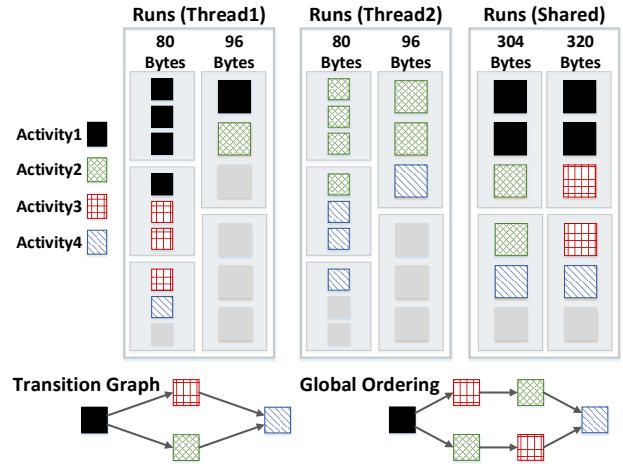 Runs (Thread1)
Runs (Thread2)
Runs (Shared)
80 Bytes
96 Bytes
80 Bytes
96 Bytes
304 Bytes
320 Bytes
Activity1
Activity2
Activity3
Activity4
Transition Graph
Global Ordering